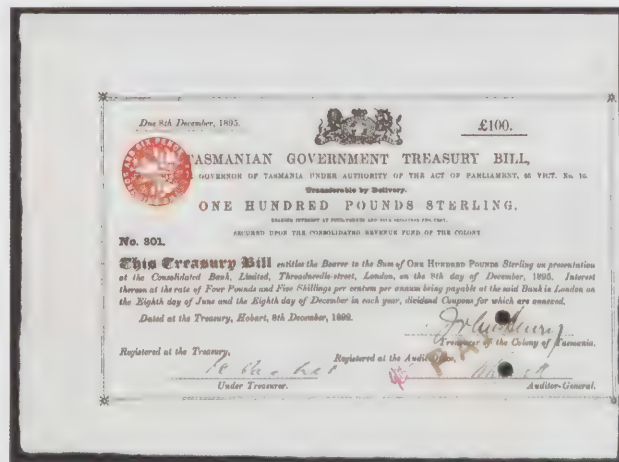 Due 8th December, 1895.
£100.
TASMANIAN GOVERNMENT TREASURY BILL,
GOVERNOR OF TASMANIA UNDER AUTHORITY OF THE ACT OF PARLIAMENT, 56 VICT. No. 16.
Transferable by Delivery.
ONE HUNDRED POUNDS STERLING,
SECURED UPON THE CONSOLIDATED REVENUE FUND OF THE COLONY
No. 301.
This Treasury Bill entitles the Bearer to the Sum of ONE HUNDRED POUNDS Sterling on presentation
at the Consolidated Bank, Limited, Threadneedle-street, London, on the 8th day of December, 1895. Interest
thereon at the rate of Four Pounds and Five Shillings per centum per annum being payable at the said Bank in London on
the Eighth day of June and the Eighth day of December in each year, dividend Coupons for which are annexed.
Dated at the Treasury, Hobart, 8th December, 1892.
Treasurer of the Colony of Tasmania.
Registered at the Treasury,
Registered at the Audit Office,
Under Treasurer.
Auditor-General.